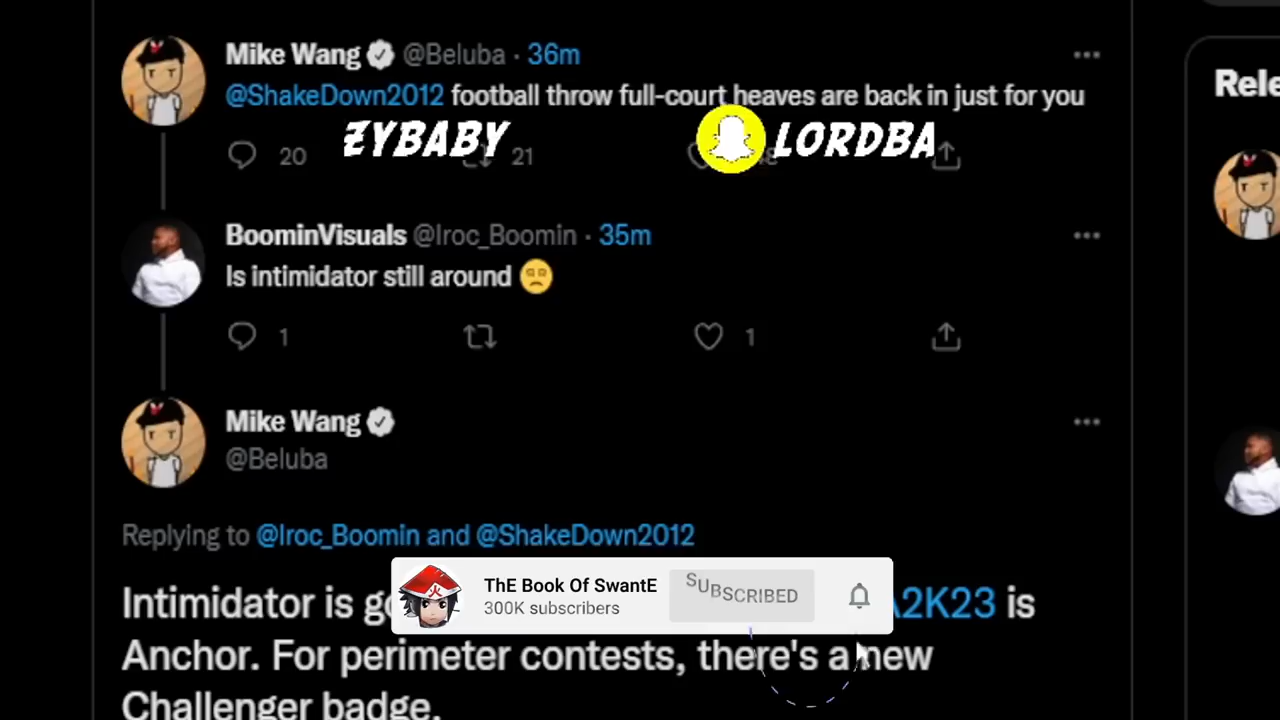 Mike Wang @Beluba · 36m
Rele
@ShakeDown2012 football throw full-court heaves are back in just for you
ZYBABY
LORDBA
20
21
BoominVisuals @Iroc_Boomin · 35m
Is intimidator still around 😔
1
1
Mike Wang
@Beluba
Replying to @Iroc_Boomin and @ShakeDown2012
ThE Book Of SwantE
300K subscribers
SUBSCRIBED
Intimidator is A2K23 is
Anchor. For perimeter contests, there's a new
Challenger badge.